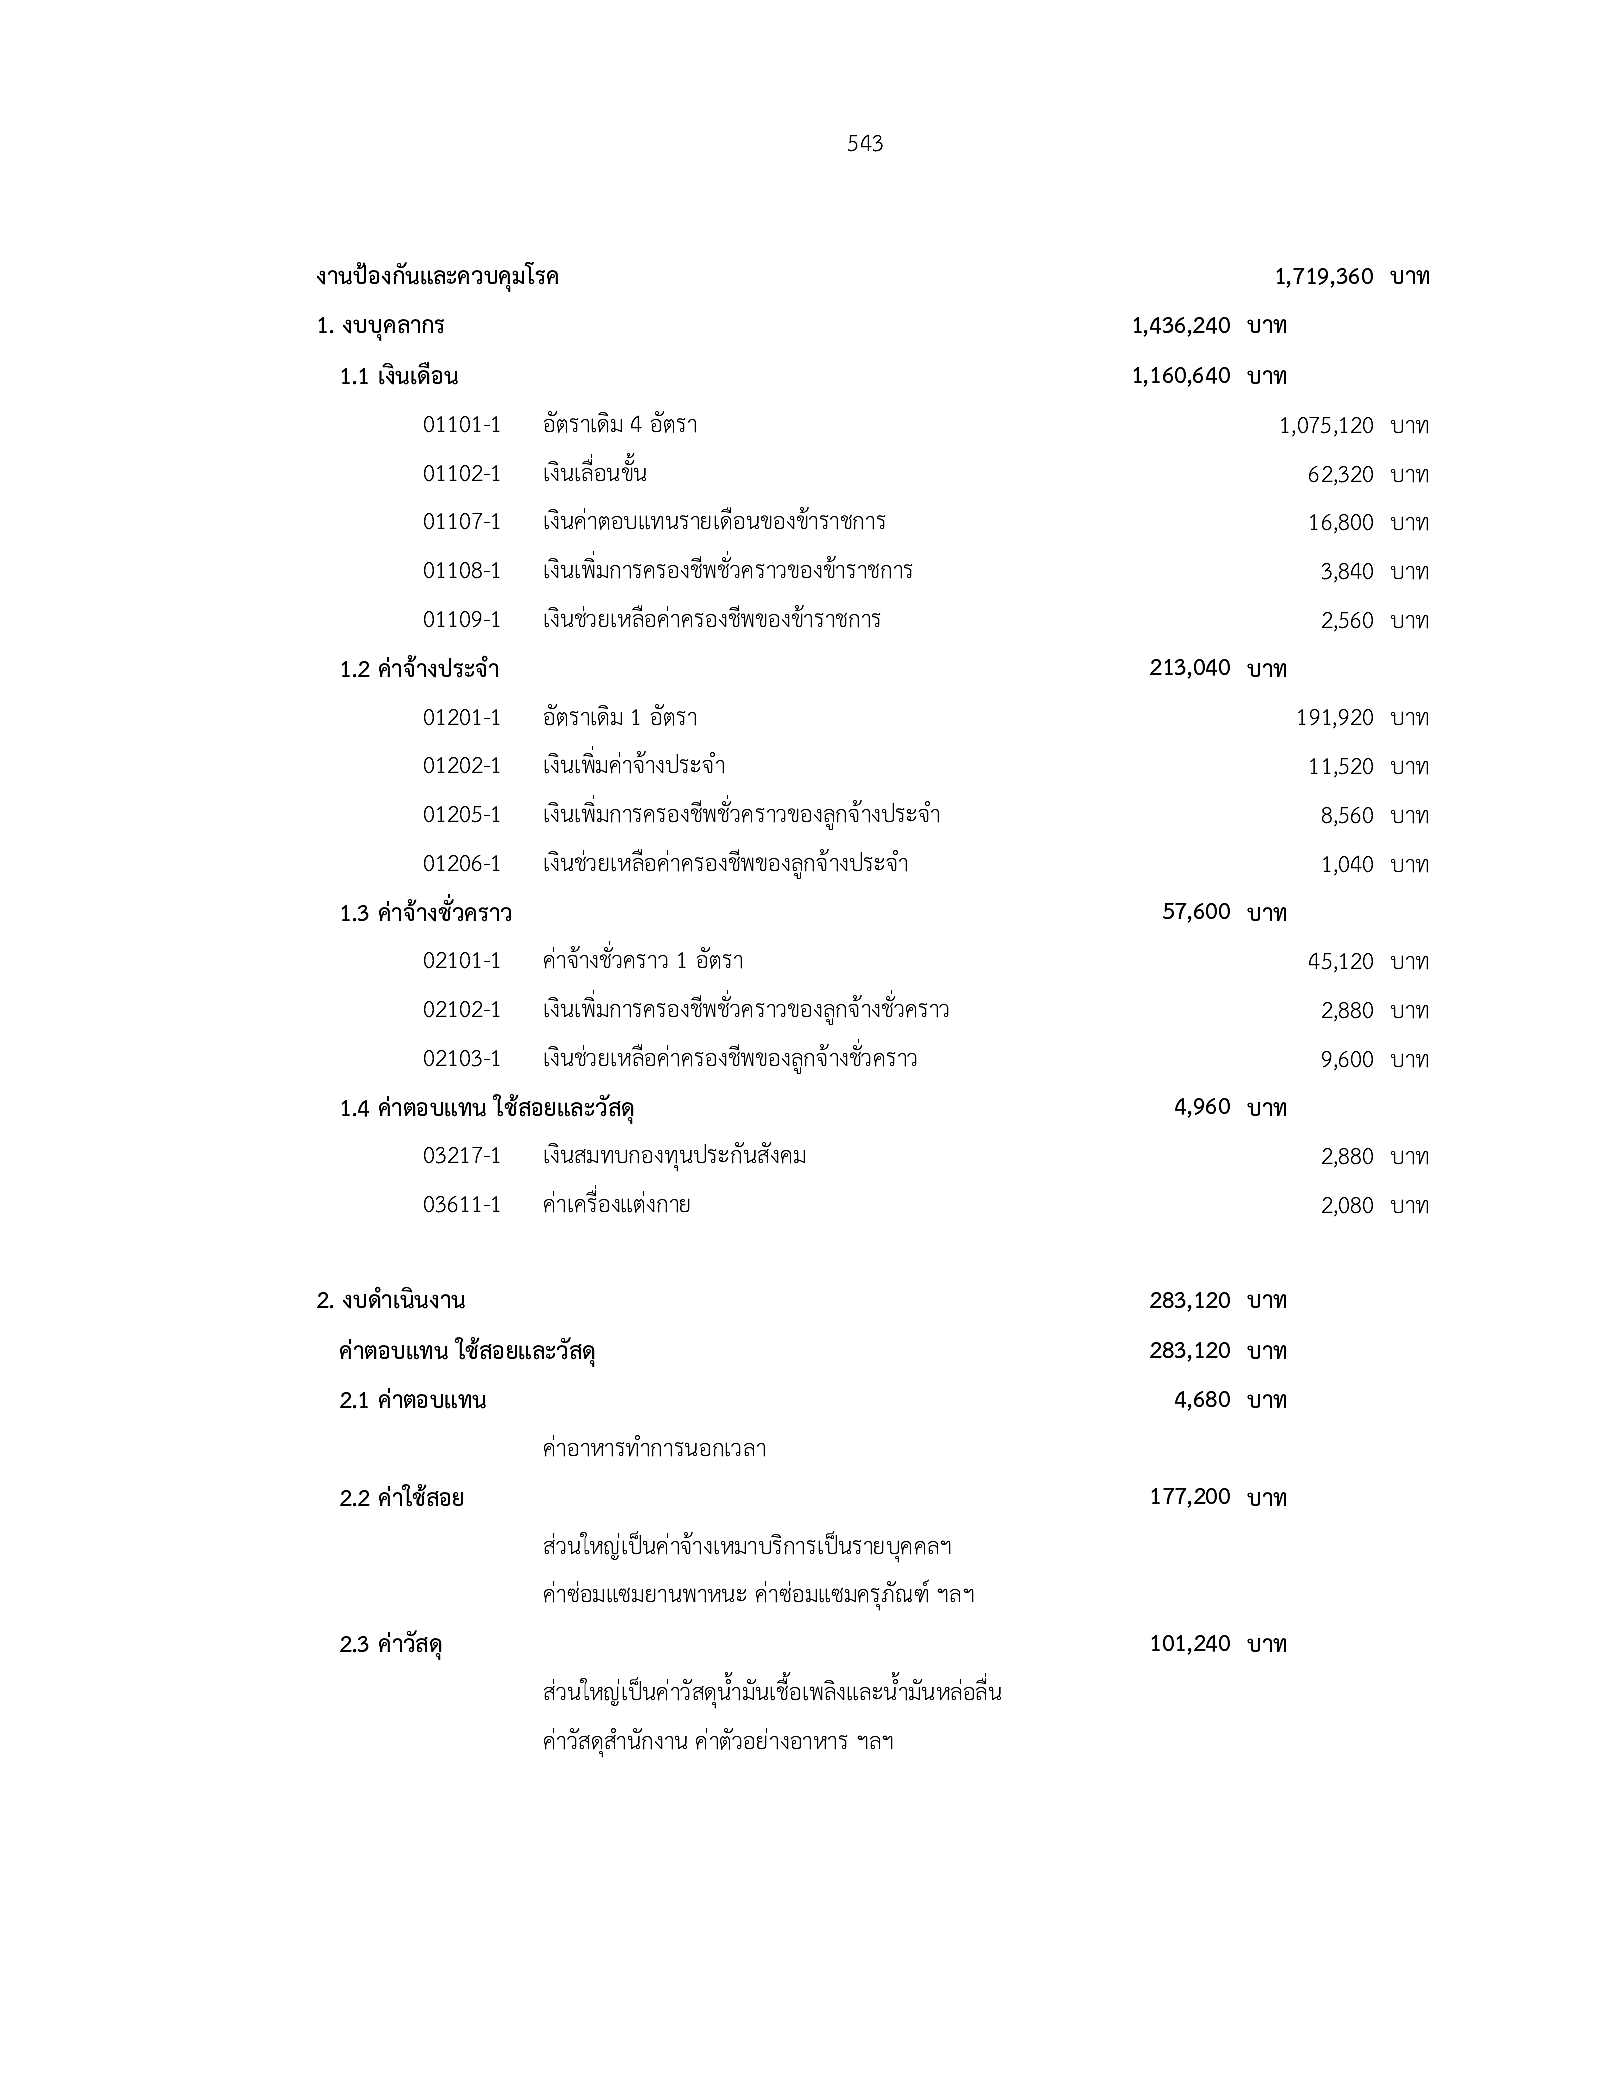 543
งานป้องกันและควบคุมโรค 1,719,360 บาท
1. งบบุคลากร 1,436,240 บาท
1.1 เงินเดือน 1,160,640 บาท
01101-1 อัตราเดิม 4 อัตรา 1,075,120 บาท
01102-1 เงินเลื่อนขั้น 62,320 บาท
01107-1 เงินค่าตอบแทนรายเดือนของข้าราชการ 16,800 บาท
01108-1 เงินเพิ่มการครองชีพชั่วคราวของข้าราชการ 3,840 บาท
01109-1 เงินช่วยเหลือค่าครองชีพของข้าราชการ 2,560 บาท
1.2 ค่าจ้างประจำ 213,040 บาท
01201-1 อัตราเดิม 1 อัตรา 191,920 บาท
01202-1 เงินเพิ่มค่าจ้างประจำ 11,520 บาท
01205-1 เงินเพิ่มการครองชีพชั่วคราวของลูกจ้างประจำ 8,560 บาท
01206-1 เงินช่วยเหลือค่าครองชีพของลูกจ้างประจำ 1,040 บาท
1.3 ค่าจ้างชั่วคราว 57,600 บาท
02101-1 ค่าจ้างชั่วคราว 1 อัตรา 45,120 บาท
02102-1 เงินเพิ่มการครองชีพชั่วคราวของลูกจ้างชั่วคราว 2,880 บาท
02103-1 เงินช่วยเหลือค่าครองชีพของลูกจ้างชั่วคราว 9,600 บาท
1.4 ค่าตอบแทน ใช้สอยและวัสดุ 4,960 บาท
03217-1 เงินสมทบกองทุนประกันสังคม 2,880 บาท
03611-1 ค่าเครื่องแต่งกาย 2,080 บาท
2. งบดำเนินงาน 283,120 บาท
ค่าตอบแทน ใช้สอยและวัสดุ 283,120 บาท
2.1 ค่าตอบแทน 4,680 บาท
ค่าอาหารทำการนอกเวลา
2.2 ค่าใช้สอย 177,200 บาท
ส่วนใหญ่เป็นค่าจ้างเหมาบริการเป็นรายบุคคลฯ
ค่าซ่อมแซมยานพาหนะ ค่าซ่อมแซมครุภัณฑ์ ฯลฯ
2.3 ค่าวัสดุ 101,240 บาท
ส่วนใหญ่เป็นค่าวัสดุน้ำมันเชื้อเพลิงและน้ำมันหล่อลื่น
ค่าวัสดุสำนักงาน ค่าตัวอย่างอาหาร ฯลฯ